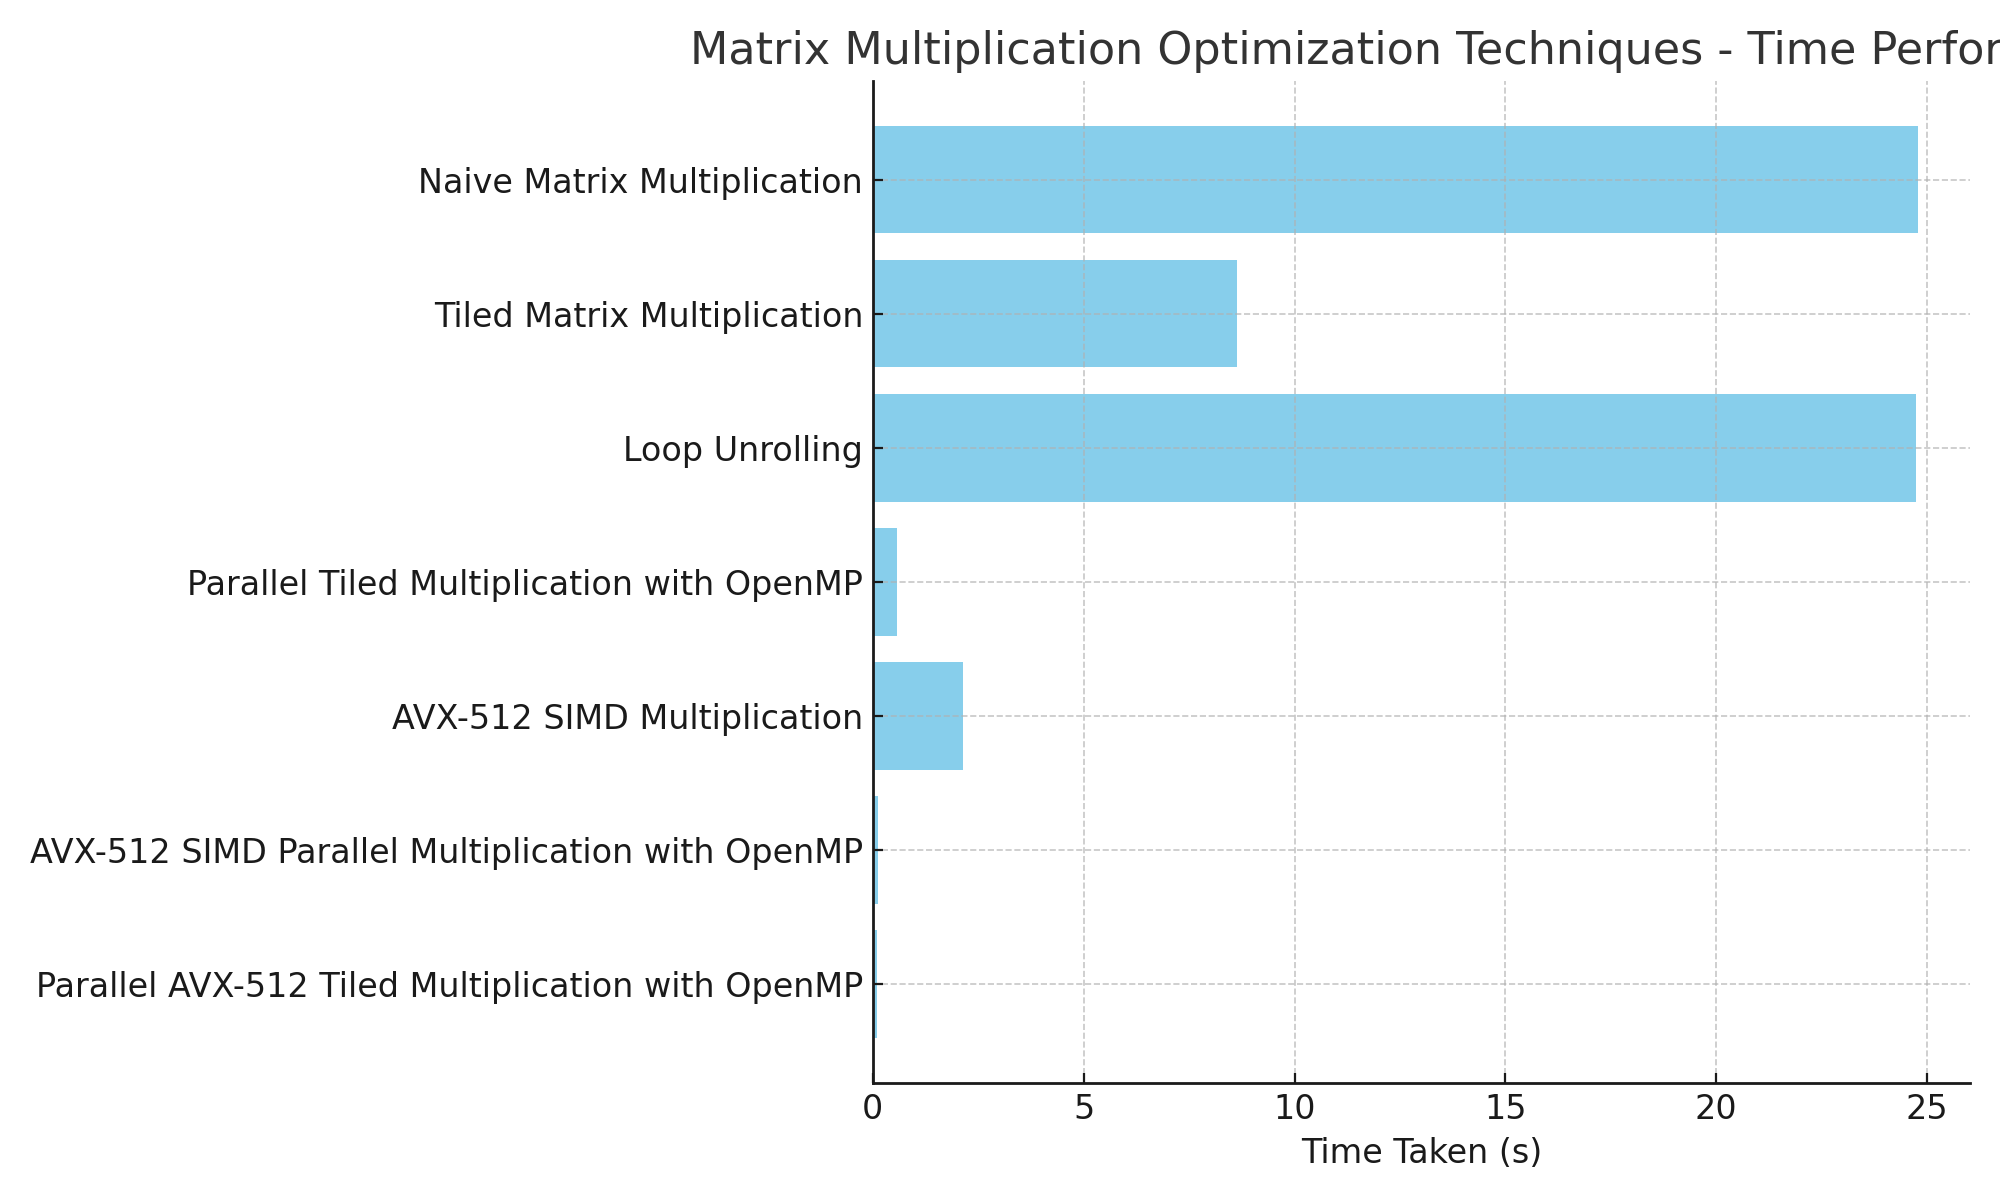 Matrix Multiplication Optimization Techniques - Time Perfor
Naive Matrix Multiplication
Tiled Matrix Multiplication
Loop Unrolling
Parallel Tiled Multiplication with OpenMP
AVX-512 SIMD Multiplication
AVX-512 SIMD Parallel Multiplication with OpenMP
Parallel AVX-512 Tiled Multiplication with OpenMP
0 5 10 15 20 25
Time Taken (s)